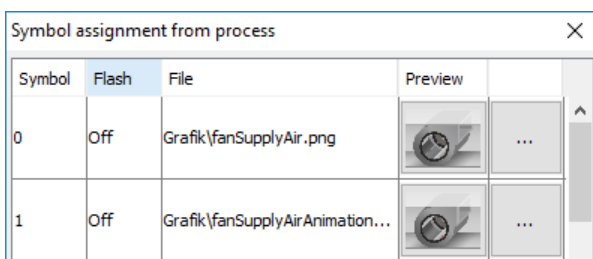 Symbol assignment from process
Symbol Flash File Preview
0 Off Grafik\fanSupplyAir.png ...
1 Off Grafik\fanSupplyAirAnimation... ...